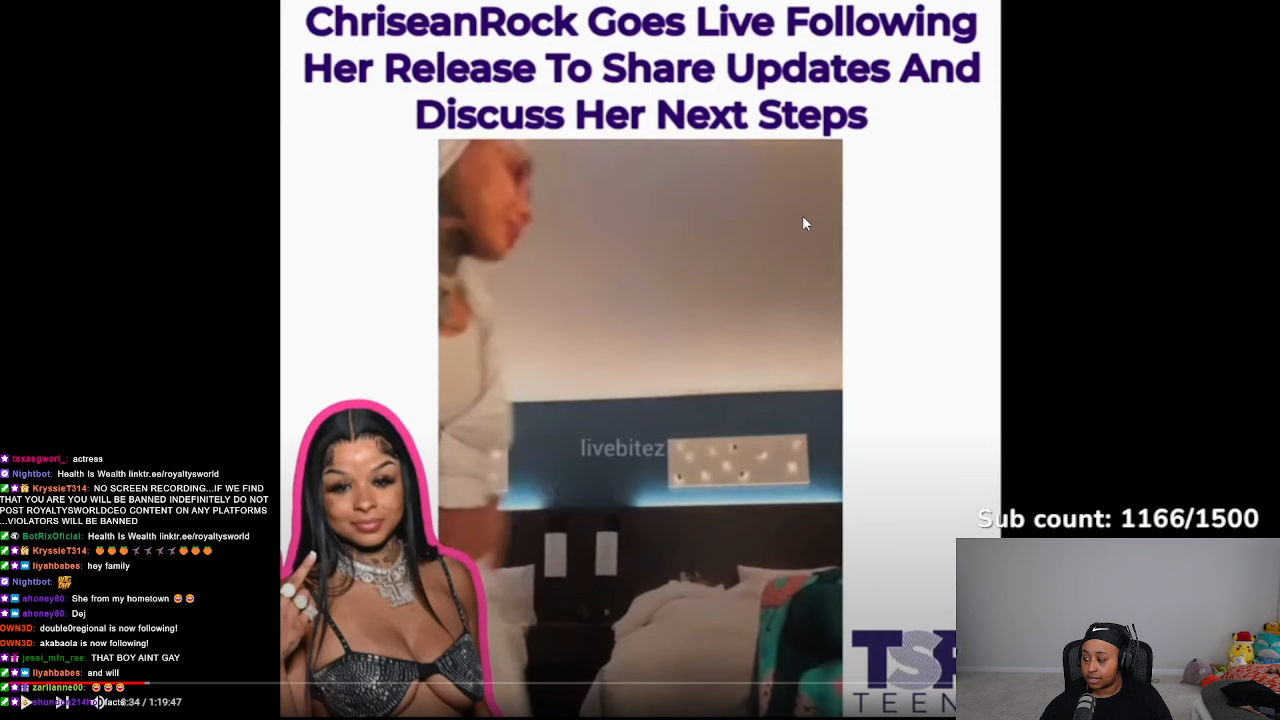 ChriseanRock Goes Live Following
Her Release To Share Updates And
Discuss Her Next Steps
livebitez
texasgworl_: actress
Nightbot: Health Is Wealth linktr.ee/royaltysworld
KryssieT314: NO SCREEN RECORDING...IF WE FIND
THAT YOU ARE YOU WILL BE BANNED INDEFINITELY DO NOT
POST ROYALTYSWORLDCEO CONTENT ON ANY PLATFORMS
...VIOLATORS WILL BE BANNED
BotRixOficial: Health Is Wealth linktr.ee/royaltysworld
KryssieT314:
liyahbabes: hey family
Nightbot:
ahoney80: She from my hometown
ahoney80: Dej
OWN3D: double0regional is now following!
OWN3D: akabaola is now following!
jessi_mfn_rae: THAT BOY AINT GAY
liyahbabes: and will
zarlianne00:
:34 / 1:19:47
Sub count: 1166/1500
TSR
TEEN